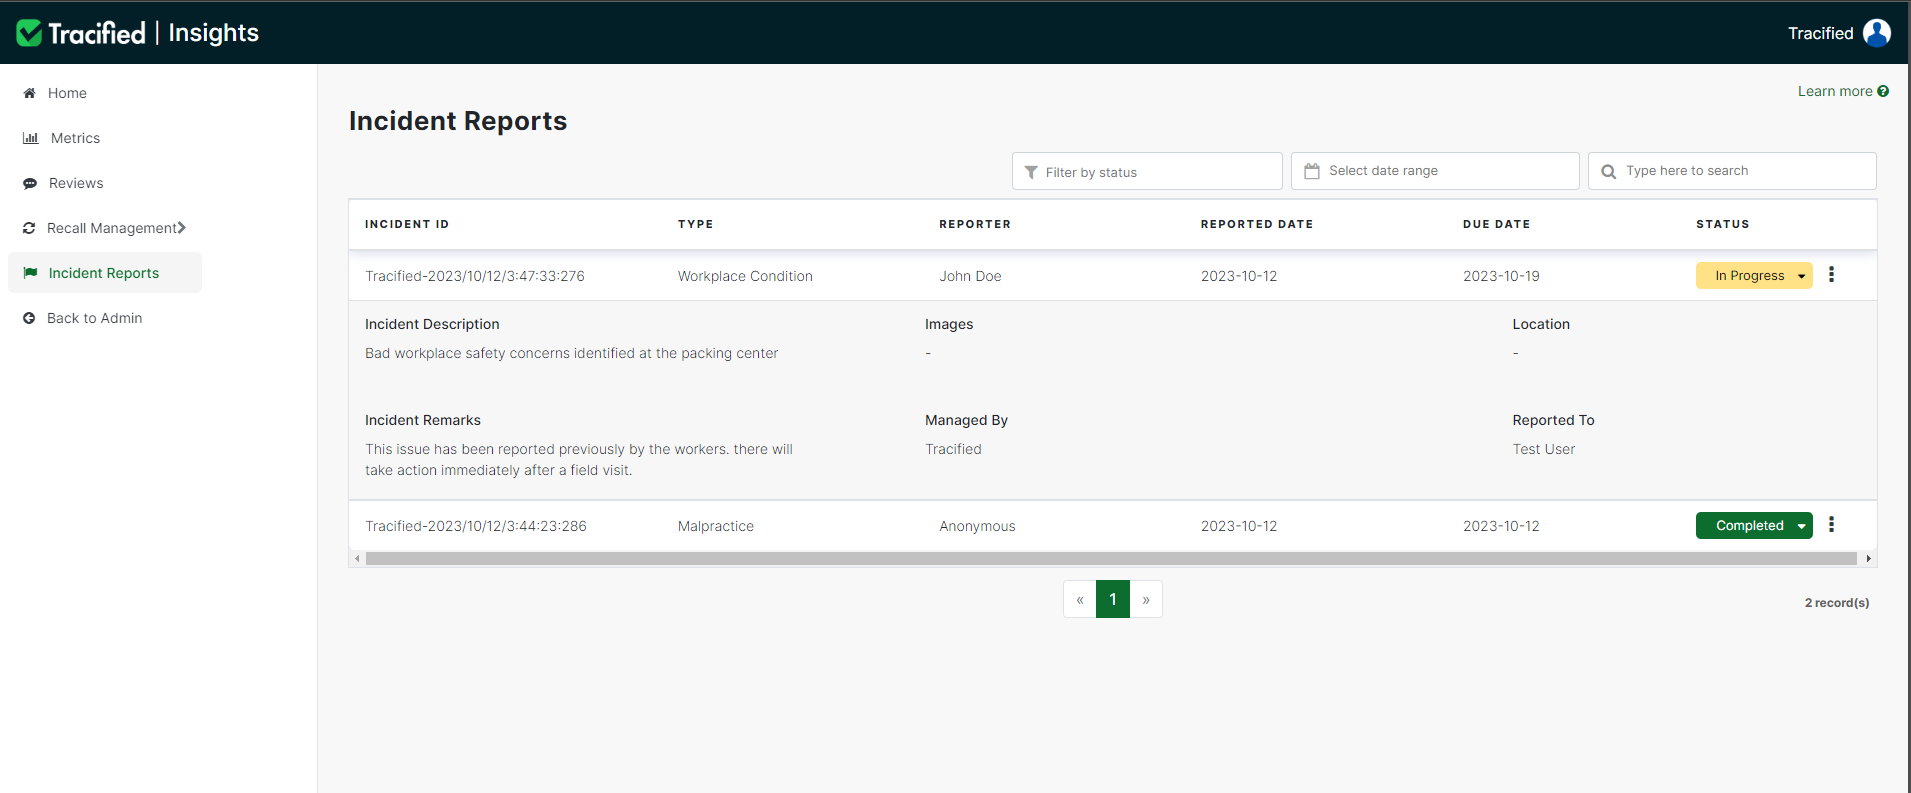 Tracified | Insights
Tracified
Home
Metrics
Reviews
Recall Management
Incident Reports
Back to Admin
Learn more
Incident Reports
Filter by status
Select date range
Type here to search
INCIDENT ID TYPE REPORTER REPORTED DATE DUE DATE STATUS
Tracified-2023/10/12/3:47:33:276 Workplace Condition John Doe 2023-10-12 2023-10-19 In Progress
Incident Description Images Location
Bad workplace safety concerns identified at the packing center - -
Incident Remarks Managed By Reported To
This issue has been reported previously by the workers. there will Tracified Test User
take action immediately after a field visit.
Tracified-2023/10/12/3:44:23:286 Malpractice Anonymous 2023-10-12 2023-10-12 Completed
« 1 »
2 record(s)